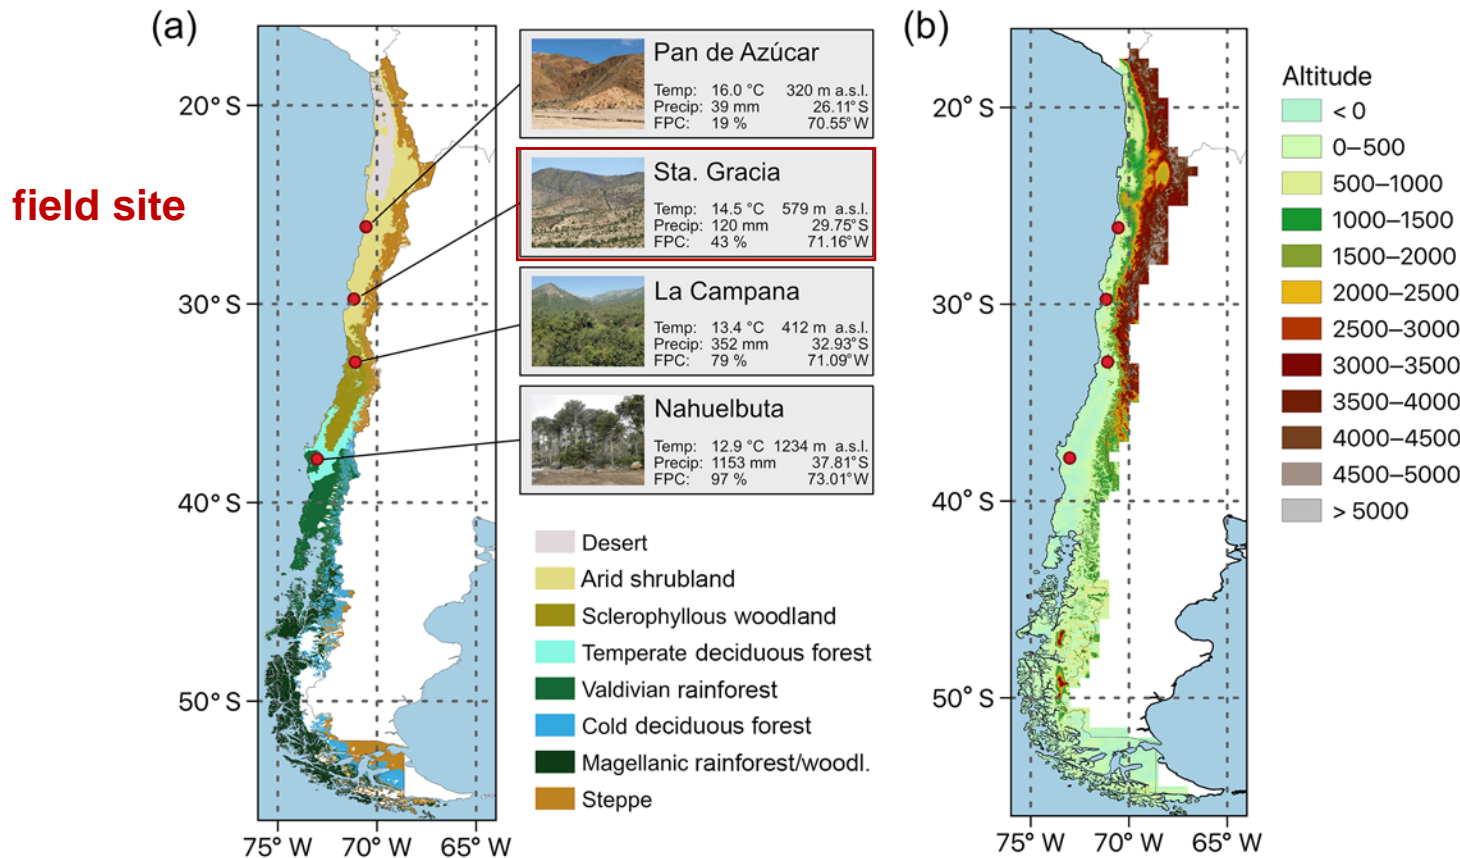 (a)
20° S
30° S
40° S
50° S
75° W 70° W 65° W
field site
Pan de Azúcar
Temp: 16.0 °C 320 m a.s.l.
Precip: 39 mm 26.11° S
FPC: 19 % 70.55° W
Sta. Gracia
Temp: 14.5 °C 579 m a.s.l.
Precip: 120 mm 29.75° S
FPC: 43 % 71.16° W
La Campana
Temp: 13.4 °C 412 m a.s.l.
Precip: 352 mm 32.93° S
FPC: 79 % 71.09° W
Nahuelbuta
Temp: 12.9 °C 1234 m a.s.l.
Precip: 1153 mm 37.81° S
FPC: 97 % 73.01° W
Desert
Arid shrubland
Sclerophyllous woodland
Temperate deciduous forest
Valdivian rainforest
Cold deciduous forest
Magellanic rainforest/woodl.
Steppe
(b)
20° S
30° S
40° S
50° S
75° W 70° W 65° W
Altitude
< 0
0–500
500–1000
1000–1500
1500–2000
2000–2500
2500–3000
3000–3500
3500–4000
4000–4500
4500–5000
> 5000